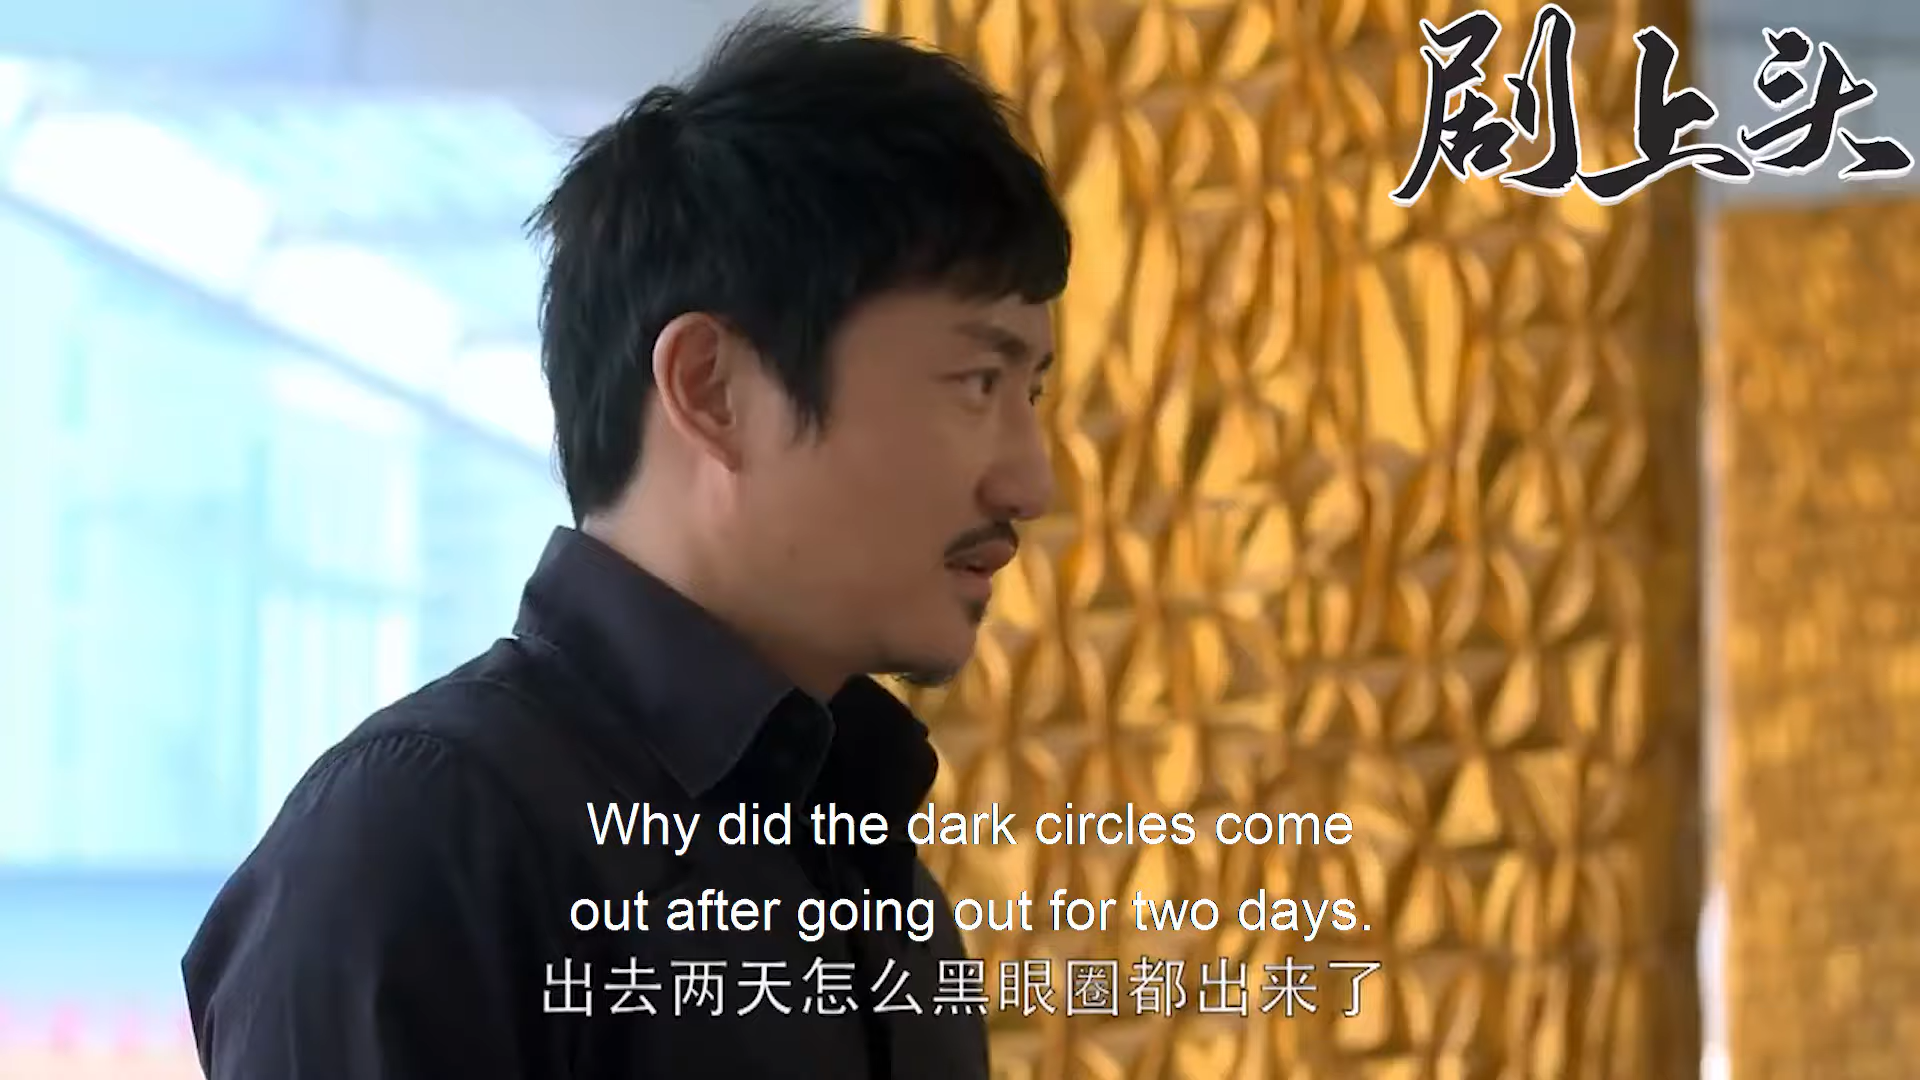 剧上头
Why did the dark circles come
out after going out for two days.
出去两天怎么黑眼圈都出来了